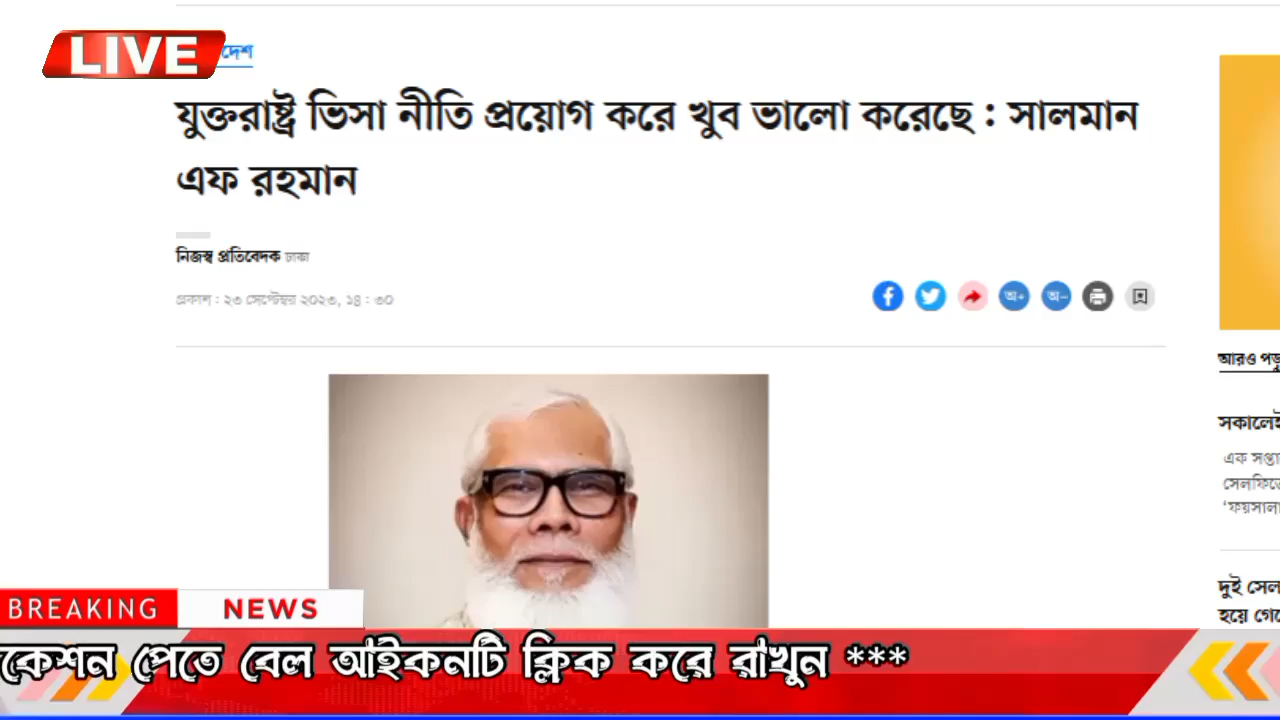 LIVE
দেশ
যুক্তরাষ্ট্র ভিসা নীতি প্রয়োগ করে খুব ভালো করেছে : সালমান
এফ রহমান
নিজস্ব প্রতিবেদক ঢাকা
প্রকাশ : ২৩ সেপ্টেম্বর ২০২৩, ১৪ : ৩০
অ+ অ-
আরও পড়ু
সকালেই
এক সপ্তা
সেলফিতে
'ফয়সালা
দুই সেল
হয়ে গে
BREAKING NEWS
কেশন পেতে বেল আইকনটি ক্লিক করে রাখুন ***